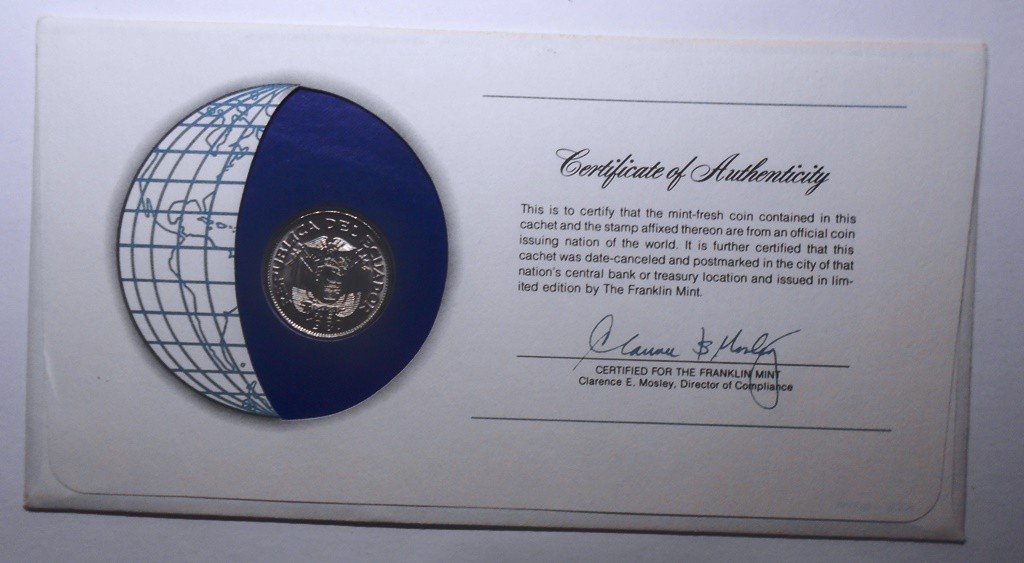 REPUBLICA DEL ECUADOR
Certificate of Authenticity
This is to certify that the mint-fresh coin contained in this
cachet and the stamp affixed thereon are from an official coin
issuing nation of the world. It is further certified that this
cachet was date-canceled and postmarked in the city of that
nation's central bank or treasury location and issued in lim-
ited edition by The Franklin Mint.
CERTIFIED FOR THE FRANKLIN MINT
Clarence E. Mosley, Director of Compliance